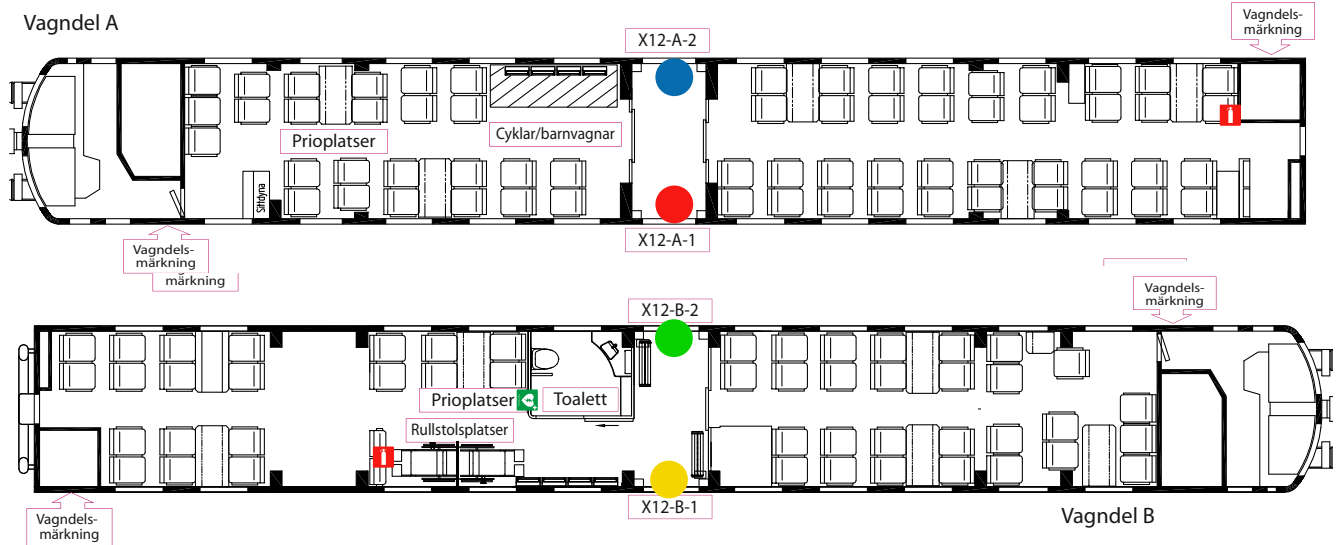 Vagndel A
X12-A-2
Vagndels-
märkning
Prioplatser
Cyklar/barnvagnar
Sittdyna
X12-A-1
Vagndels-
märkning
märkning
X12-B-2
Vagndels-
märkning
Prioplatser
Toalett
Rullstolsplatser
X12-B-1
Vagndels-
märkning
Vagndel B